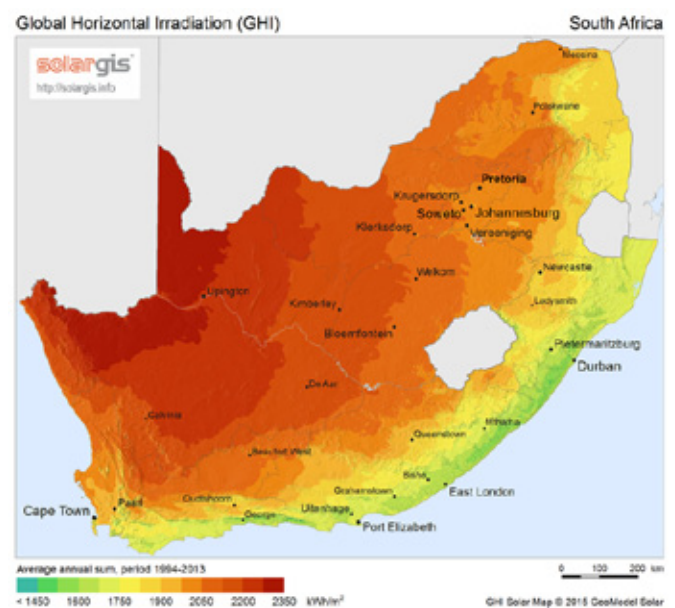 Global Horizontal Irradiation (GHI)
South Africa
solargis
http://solargis.info
Messina
Polokwane
Pretoria
Krugersdorp
Soweto
Johannesburg
Klerksdorp
Vereeniging
Welkom
Newcastle
Upington
Kimberley
Ladysmith
Bloemfontein
Pietermaritzburg
Durban
De Aar
Calvinia
Mthatha
Queenstown
Beaufort West
Bisho
Grahamstown
East London
Oudtshoorn
Cape Town
Paarl
Uitenhage
George
Port Elizabeth
Average annual sum, period 1994-2013
0 100 200 km
< 1450 1600 1750 1900 2050 2200 2350 kWh/m²
GHI Solar Map © 2015 GeoModel Solar